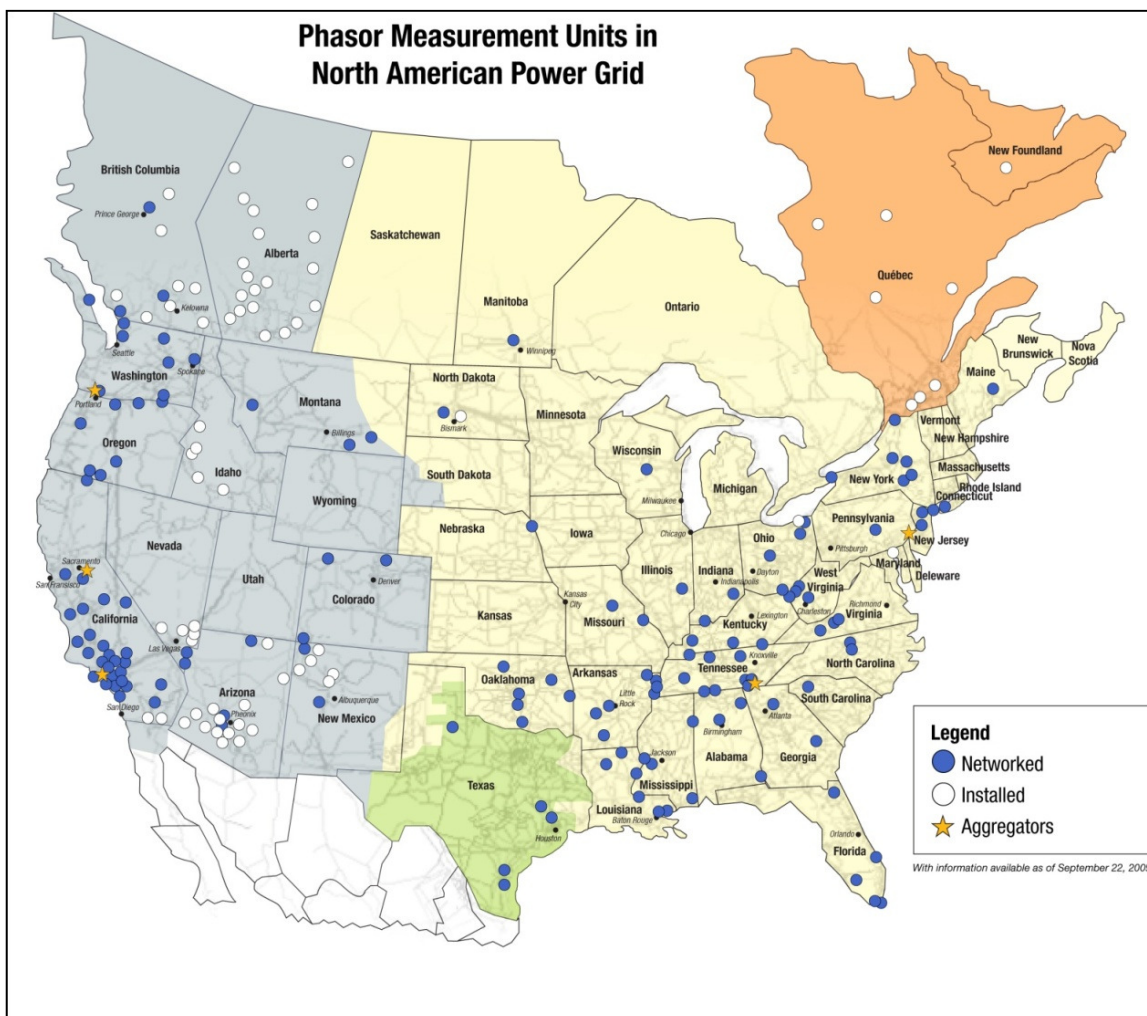 Phasor Measurement Units in
North American Power Grid
New Foundland
British Columbia
Prince George
Alberta
Saskatchewan
Québec
Manitoba
Ontario
Kelowna
Winnipeg
New
Brunswick
Nova
Scotia
Seattle
Spokane
Washington
Portland
North Dakota
Bismark
Minnesota
Montana
Billings
Maine
Vermont
New Hampshire
Oregon
Idaho
Wisconsin
South Dakota
Michigan
Massachusetts
Rhode Island
Connecticut
New York
Wyoming
Milwaukee
Nebraska
Iowa
Chicago
Pennsylvania
Nevada
Ohio
Pittsburgh
New Jersey
Sacramento
San Fransisco
Utah
Denver
Colorado
Illinois
Indiana
Indianapolis
Dayton
West
Virginia
Maryland
Deleware
Kansas
Kansas
City
Missouri
Lexington
Charleston
Richmond
Virginia
California
Kentucky
Las Vegas
Knoxville
Tennessee
North Carolina
Oklahoma
Arkansas
Little
Rock
Arizona
Pheonix
Albuquerque
New Mexico
San Diego
South Carolina
Atlanta
Birmingham
Alabama
Georgia
Jackson
Mississippi
Texas
Louisiana
Baton Rouge
Houston
Orlando
Florida
Legend
Networked
Installed
Aggregators
With information available as of September 22, 2009